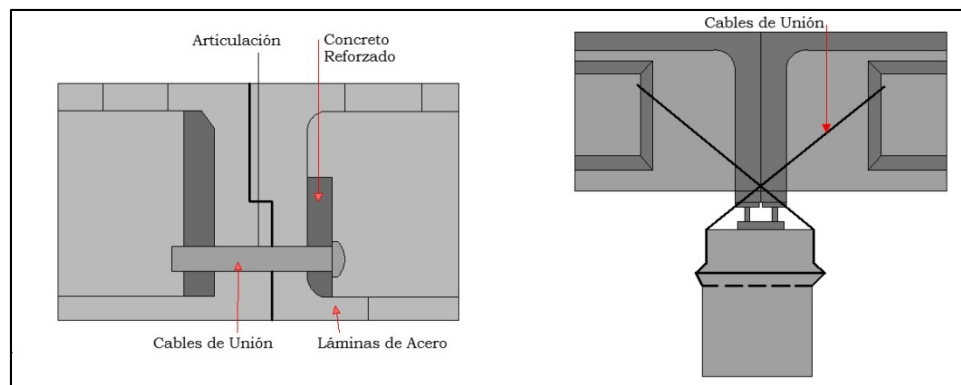 Articulación
Concreto
Reforzado
Cables de Unión
Láminas de Acero
Cables de Unión